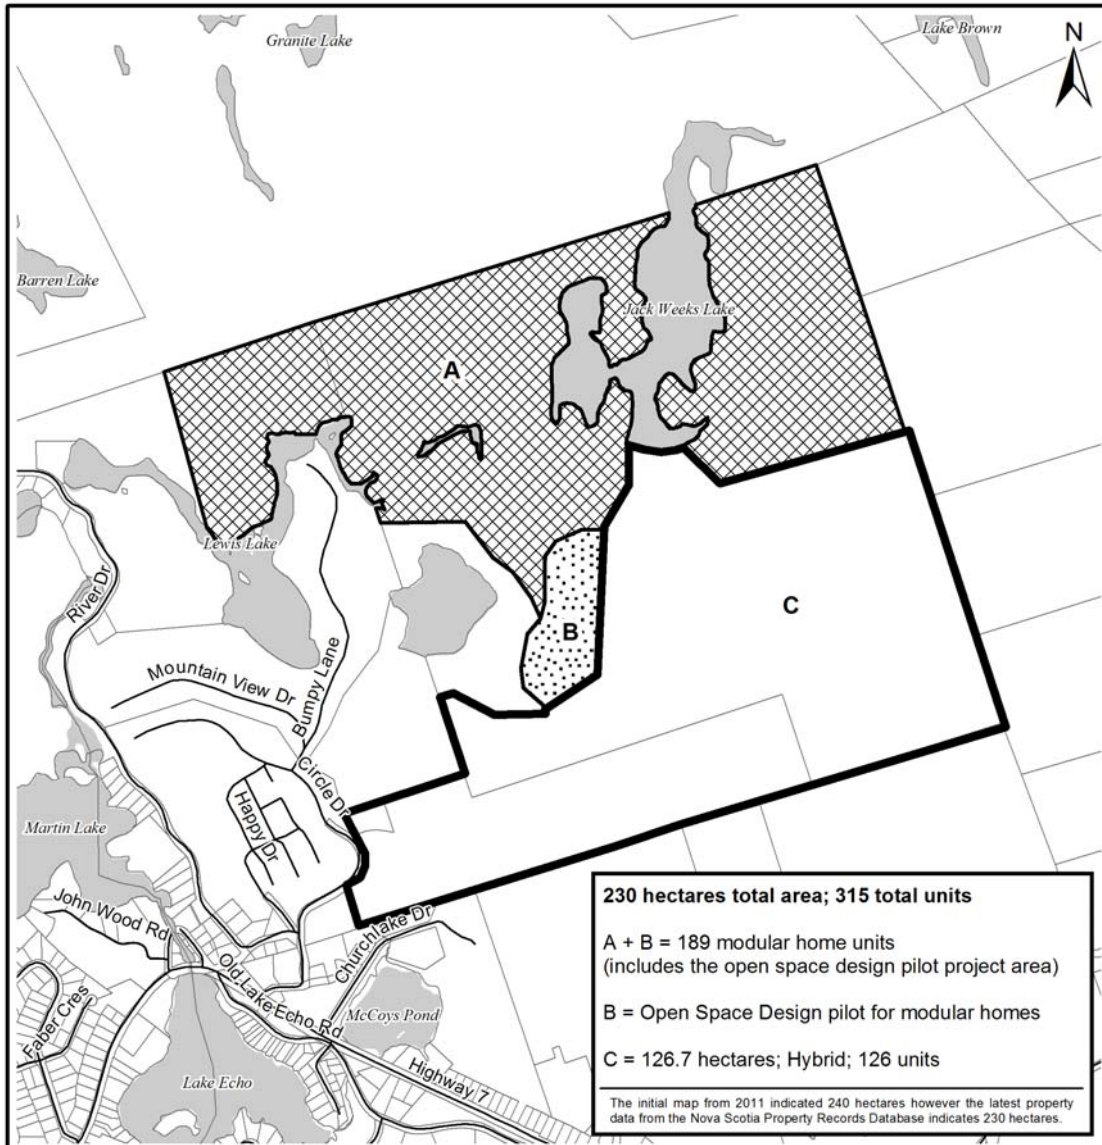 Granite Lake
Lake Brown
N
Barren Lake
Jack Weeks Lake
A
Lewis Lake
River Dr
C
B
Mountain View Dr
Bumpy Lane
Circle Dr
Happy Dr
Martin Lake
John Wood Rd
Churchlake Dr
Old Lake Echo Rd
Faber Cres
McCoys Pond
Highway 7
Lake Echo
230 hectares total area; 315 total units
A + B = 189 modular home units
(includes the open space design pilot project area)
B = Open Space Design pilot for modular homes
C = 126.7 hectares; Hybrid; 126 units
The initial map from 2011 indicated 240 hectares however the latest property
data from the Nova Scotia Property Records Database indicates 230 hectares.